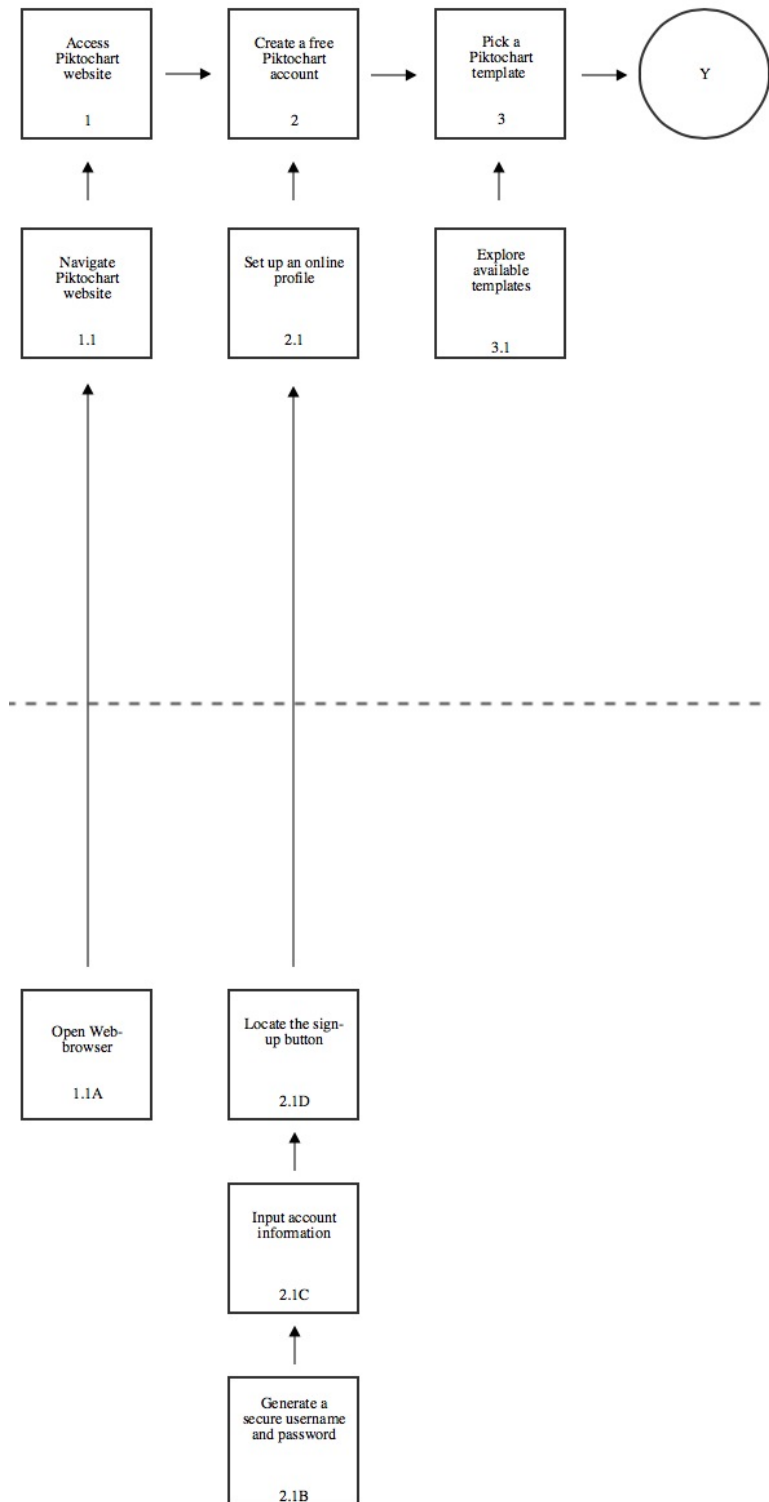 Access
Piktochart
website
1
Create a free
Piktochart
account
2
Pick a
Piktochart
template
3
Y
Navigate
Piktochart
website
1.1
Set up an online
profile
2.1
Explore
available
templates
3.1
Open Web-
browser
1.1A
Locate the sign-
up button
2.1D
Input account
information
2.1C
Generate a
secure username
and password
2.1B